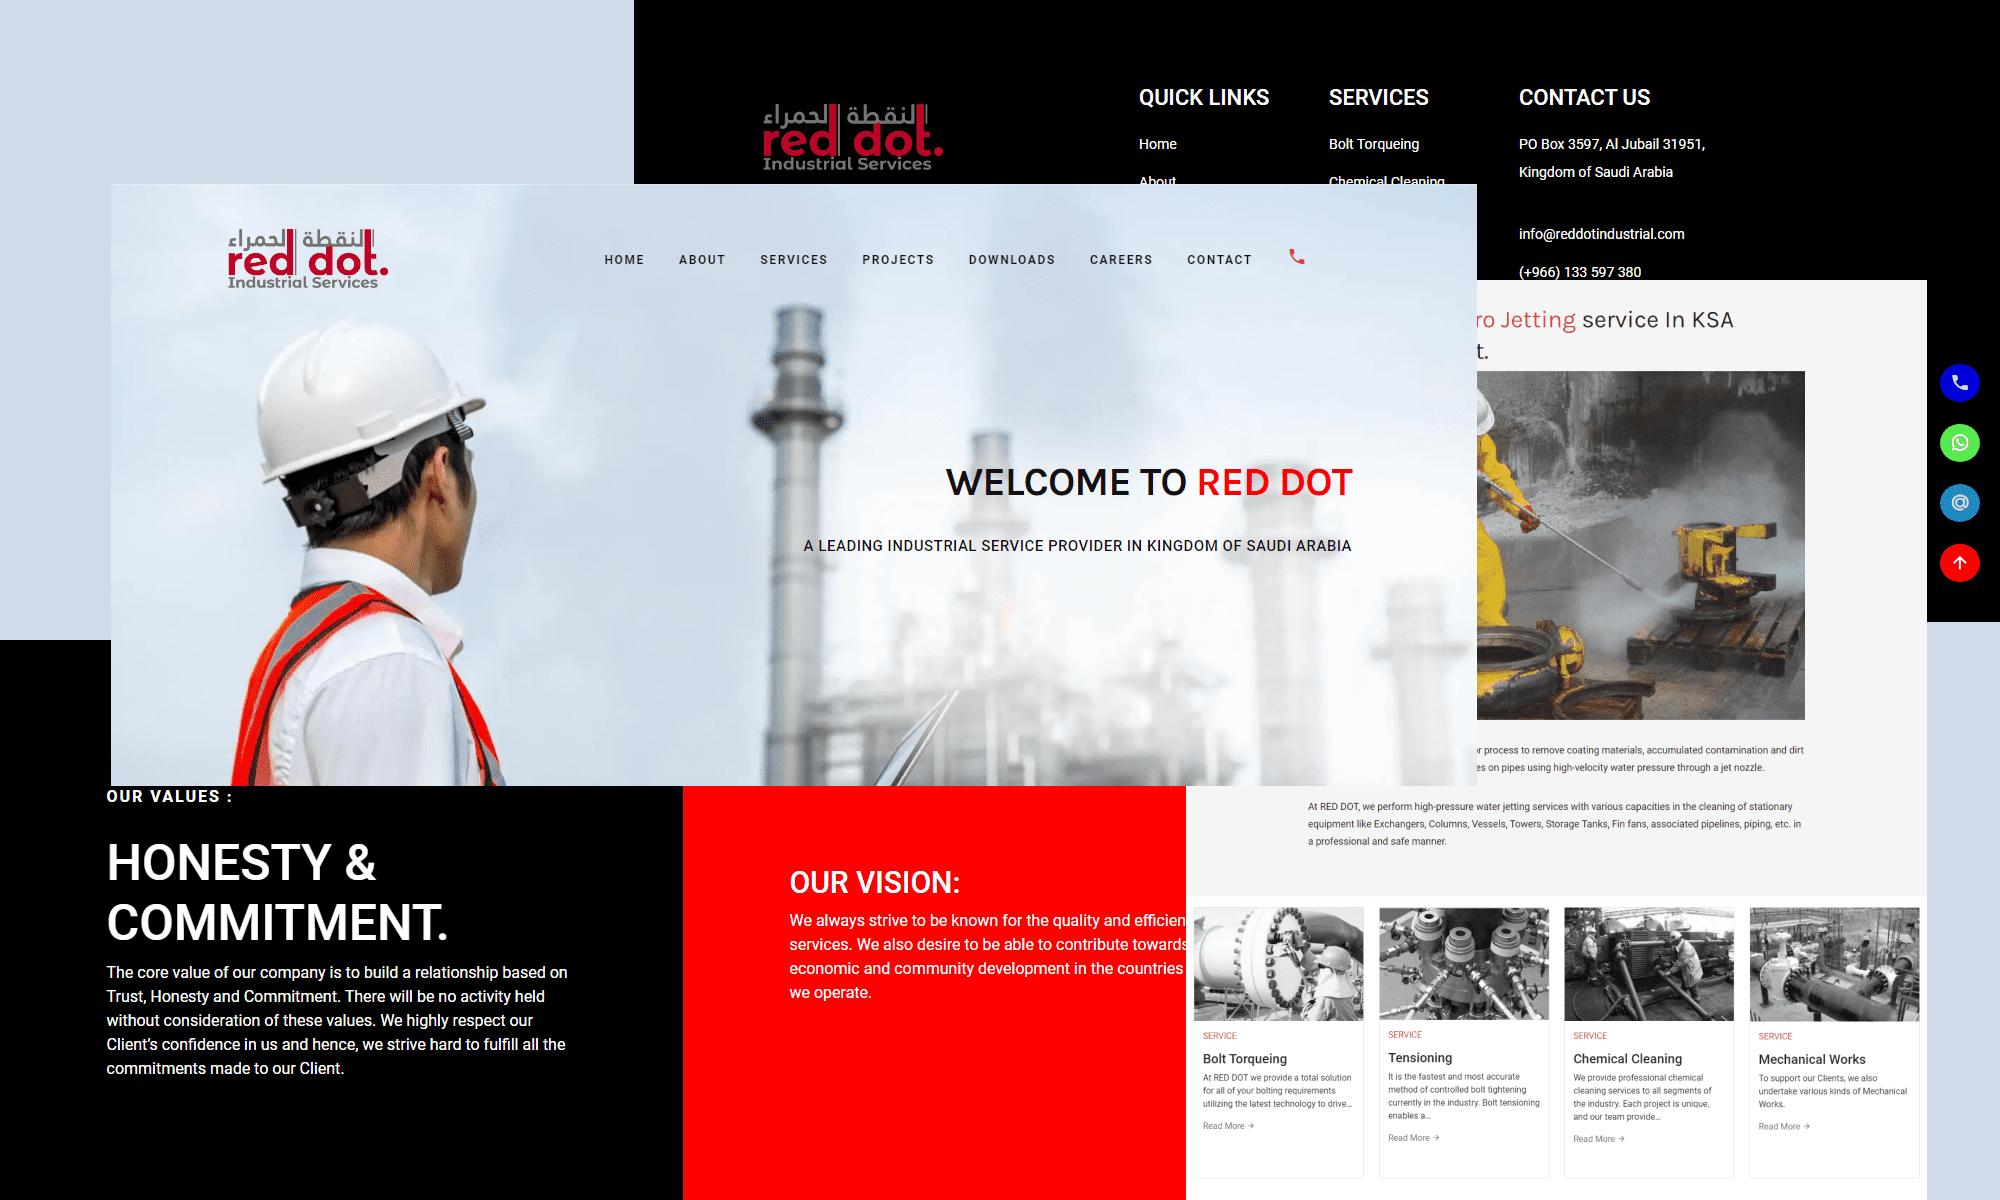 النقطة الحمراء
red dot.
Industrial Services
QUICK LINKS
Home
About
SERVICES
Bolt Torqueing
Chemical Cleaning
CONTACT US
PO Box 3597, Al Jubail 31951,
Kingdom of Saudi Arabia
info@reddotindustrial.com
(+966) 133 597 380
النقطة الحمراء
red dot.
Industrial Services
HOME ABOUT SERVICES PROJECTS DOWNLOADS CAREERS CONTACT
WELCOME TO RED DOT
A LEADING INDUSTRIAL SERVICE PROVIDER IN KINGDOM OF SAUDI ARABIA
ro Jetting service In KSA
t.
process to remove coating materials, accumulated contamination and dirt
es on pipes using high-velocity water pressure through a jet nozzle.
At RED DOT, we perform high-pressure water jetting services with various capacities in the cleaning of stationary
equipment like Exchangers, Columns, Vessels, Towers, Storage Tanks, Fin fans, associated pipelines, piping, etc. in
a professional and safe manner.
OUR VALUES :
HONESTY &
COMMITMENT.
The core value of our company is to build a relationship based on
Trust, Honesty and Commitment. There will be no activity held
without consideration of these values. We highly respect our
Client's confidence in us and hence, we strive hard to fulfill all the
commitments made to our Client.
OUR VISION:
We always strive to be known for the quality and efficien
services. We also desire to be able to contribute towards
economic and community development in the countries
we operate.
SERVICE
Bolt Torqueing
At RED DOT we provide a total solution
for all of your bolting requirements
utilizing the latest technology to drive...
Read More →
SERVICE
Tensioning
It is the fastest and most accurate
method of controlled bolt tightening
currently in the industry. Bolt tensioning
enables a...
Read More →
SERVICE
Chemical Cleaning
We provide professional chemical
cleaning services to all segments of
the industry. Each project is unique,
and our team provide...
Read More →
SERVICE
Mechanical Works
To support our Clients, we also
undertake various kinds of Mechanical
Works.
Read More →